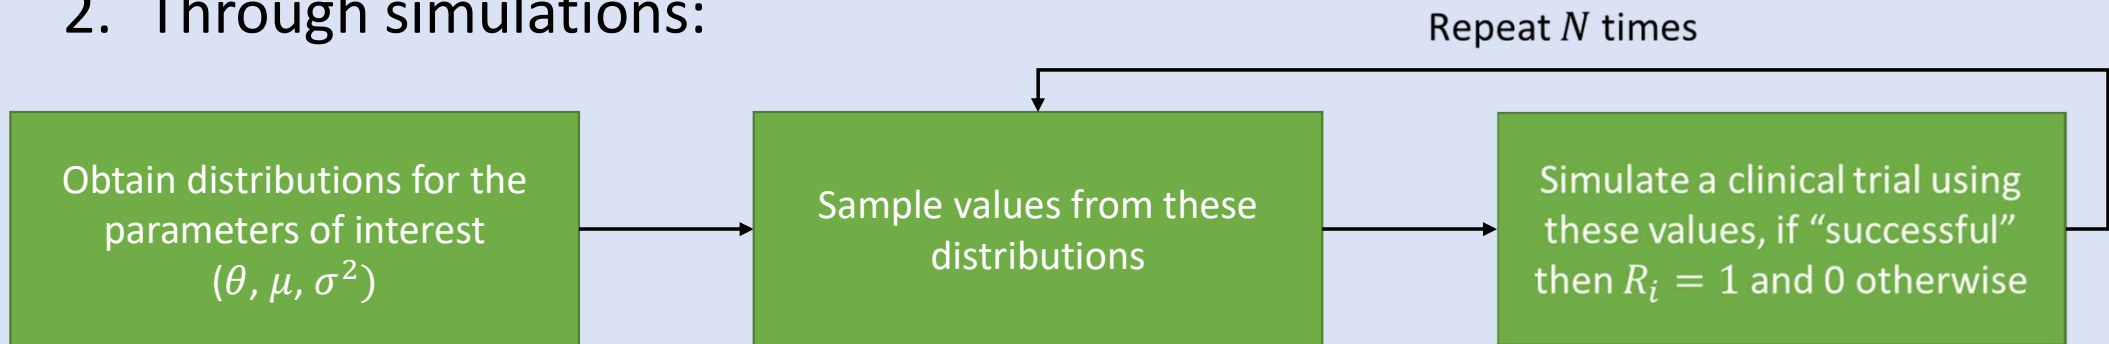 2. Through simulations:
Repeat N times
Obtain distributions for the
parameters of interest
(θ, μ, σ²)
Sample values from these
distributions
Simulate a clinical trial using
these values, if “successful”
then Rᵢ = 1 and 0 otherwise